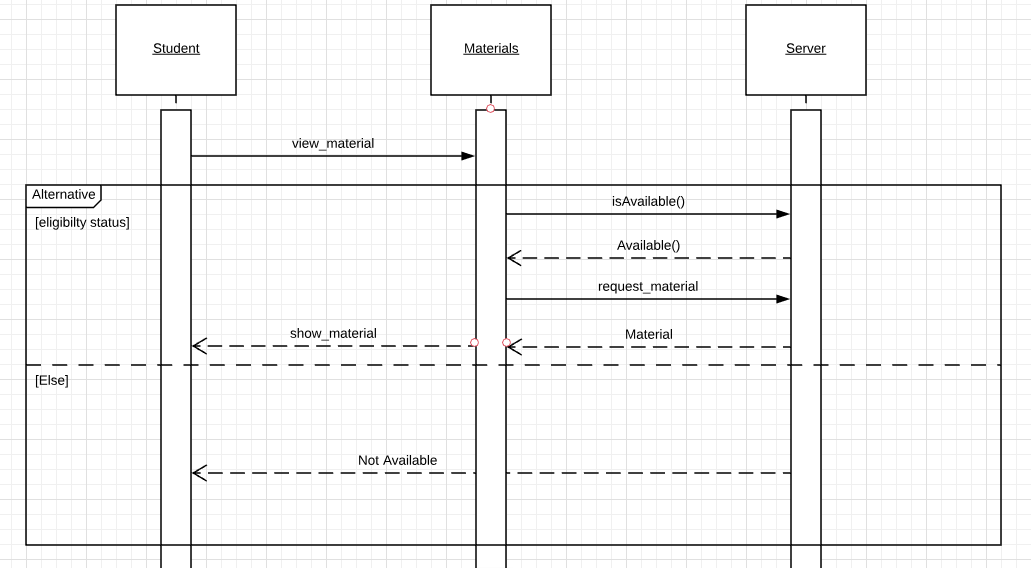 Student
Materials
Server
view_material
Alternative
[eligibilty status]
isAvailable()
Available()
request_material
show_material
Material
[Else]
Not Available